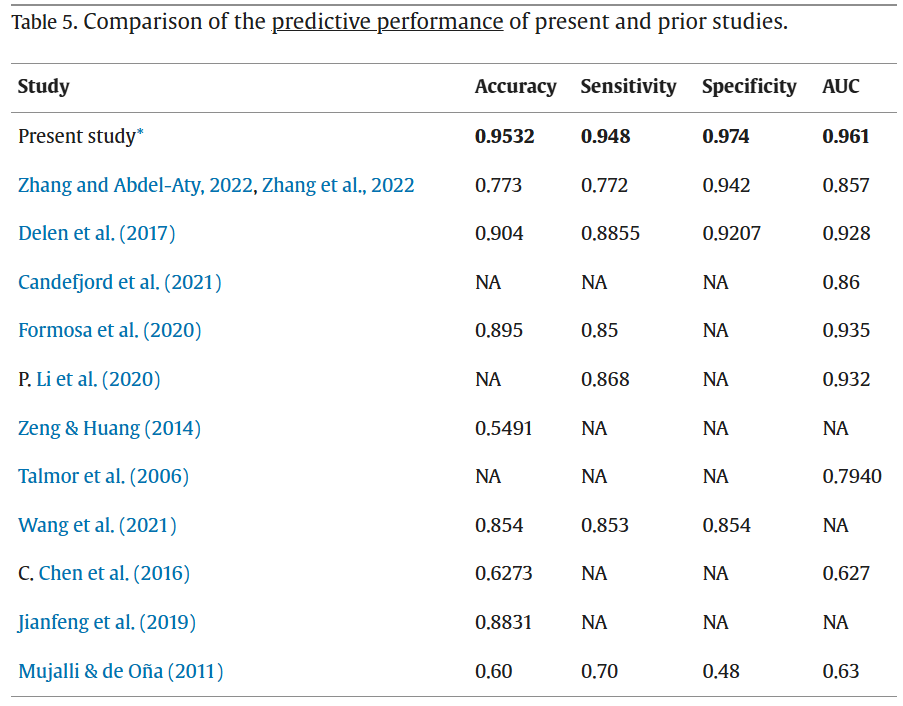 Table 5. Comparison of the predictive performance of present and prior studies.
Study Accuracy Sensitivity Specificity AUC
Present study* 0.9532 0.948 0.974 0.961
Zhang and Abdel-Aty, 2022, Zhang et al., 2022 0.773 0.772 0.942 0.857
Delen et al. (2017) 0.904 0.8855 0.9207 0.928
Candefjord et al. (2021) NA NA NA 0.86
Formosa et al. (2020) 0.895 0.85 NA 0.935
P. Li et al. (2020) NA 0.868 NA 0.932
Zeng & Huang (2014) 0.5491 NA NA NA
Talmor et al. (2006) NA NA NA 0.7940
Wang et al. (2021) 0.854 0.853 0.854 NA
C. Chen et al. (2016) 0.6273 NA NA 0.627
Jianfeng et al. (2019) 0.8831 NA NA NA
Mujalli & de Oña (2011) 0.60 0.70 0.48 0.63